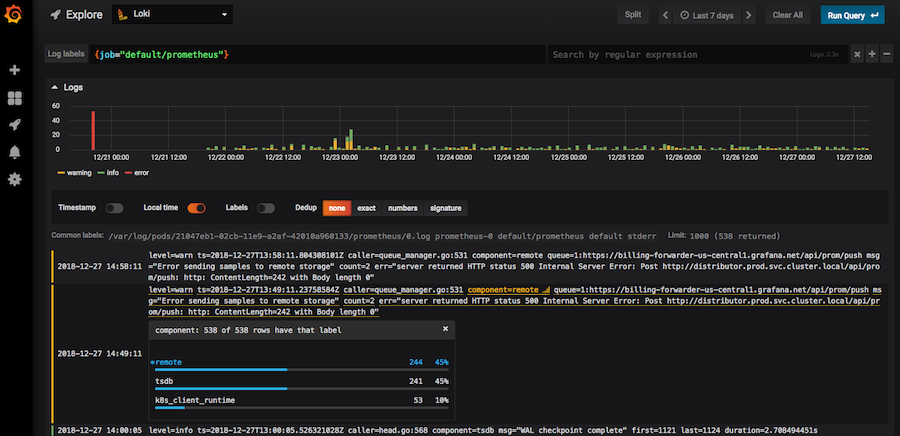 Explore
Loki
Split
Last 7 days
Clear All
Run Query
Log labels
{job="default/prometheus"}
Search by regular expression
Logs: 0.3s
Logs
60
40
20
0
12/21 00:00 12/21 12:00 12/22 00:00 12/22 12:00 12/23 00:00 12/23 12:00 12/24 00:00 12/24 12:00 12/25 00:00 12/25 12:00 12/26 00:00 12/26 12:00 12/27 00:00 12/27 12:00
warning info error
Timestamp Local time Labels Dedup none exact numbers signature
Common labels: /var/log/pods/21047eb1-02cb-11e9-a2af-42010a960133/prometheus/0.log prometheus-0 default/prometheus default stderr Limit: 1000 (538 returned)
level=warn ts=2018-12-27T13:58:11.804308101Z caller=queue_manager.go:531 component=remote queue=1:https://billing-forwarder-us-central1.grafana.net/api/prom/push msg
2018-12-27 14:58:11 ="Error sending samples to remote storage" count=2 err="server returned HTTP status 500 Internal Server Error: Post http://distributor.prod.svc.cluster.local/api/pr
om/push: http: ContentLength=242 with Body length 0"
level=warn ts=2018-12-27T13:49:11.23758584Z caller=queue_manager.go:531 component=remote queue=1:https://billing-forwarder-us-central1.grafana.net/api/prom/push ms
g="Error sending samples to remote storage" count=2 err="server returned HTTP status 500 Internal Server Error: Post http://distributor.prod.svc.cluster.local/api/p
rom/push: http: ContentLength=242 with Body length 0"
component: 538 of 538 rows have that label
2018-12-27 14:49:11
*remote 244 45%
tsdb 241 45%
k8s_client_runtime 53 10%
2018-12-27 14:00:05 level=info ts=2018-12-27T13:00:05.526321028Z caller=head.go:568 component=tsdb msg="WAL checkpoint complete" first=1121 last=1124 duration=2.708494451s